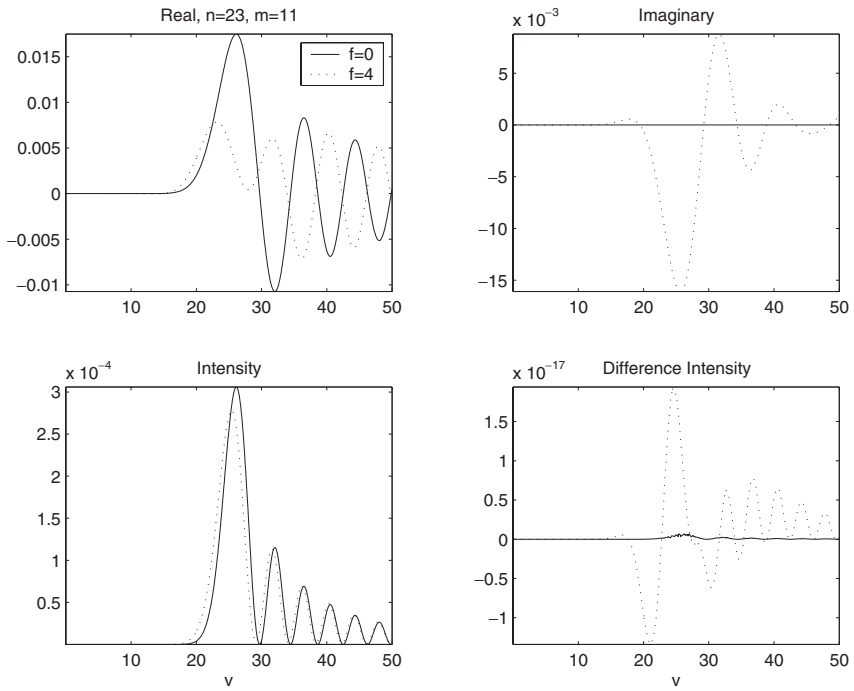 Real, n=23, m=11
0.015
0.01
0.005
0
−0.005
−0.01
10 20 30 40 50
f=0
f=4
Imaginary
x 10−3
5
0
−5
−10
−15
10 20 30 40 50
Intensity
x 10−4
3
2.5
2
1.5
1
0.5
10 20 30 40 50
v
Difference Intensity
x 10−17
1.5
1
0.5
0
−0.5
−1
10 20 30 40 50
v